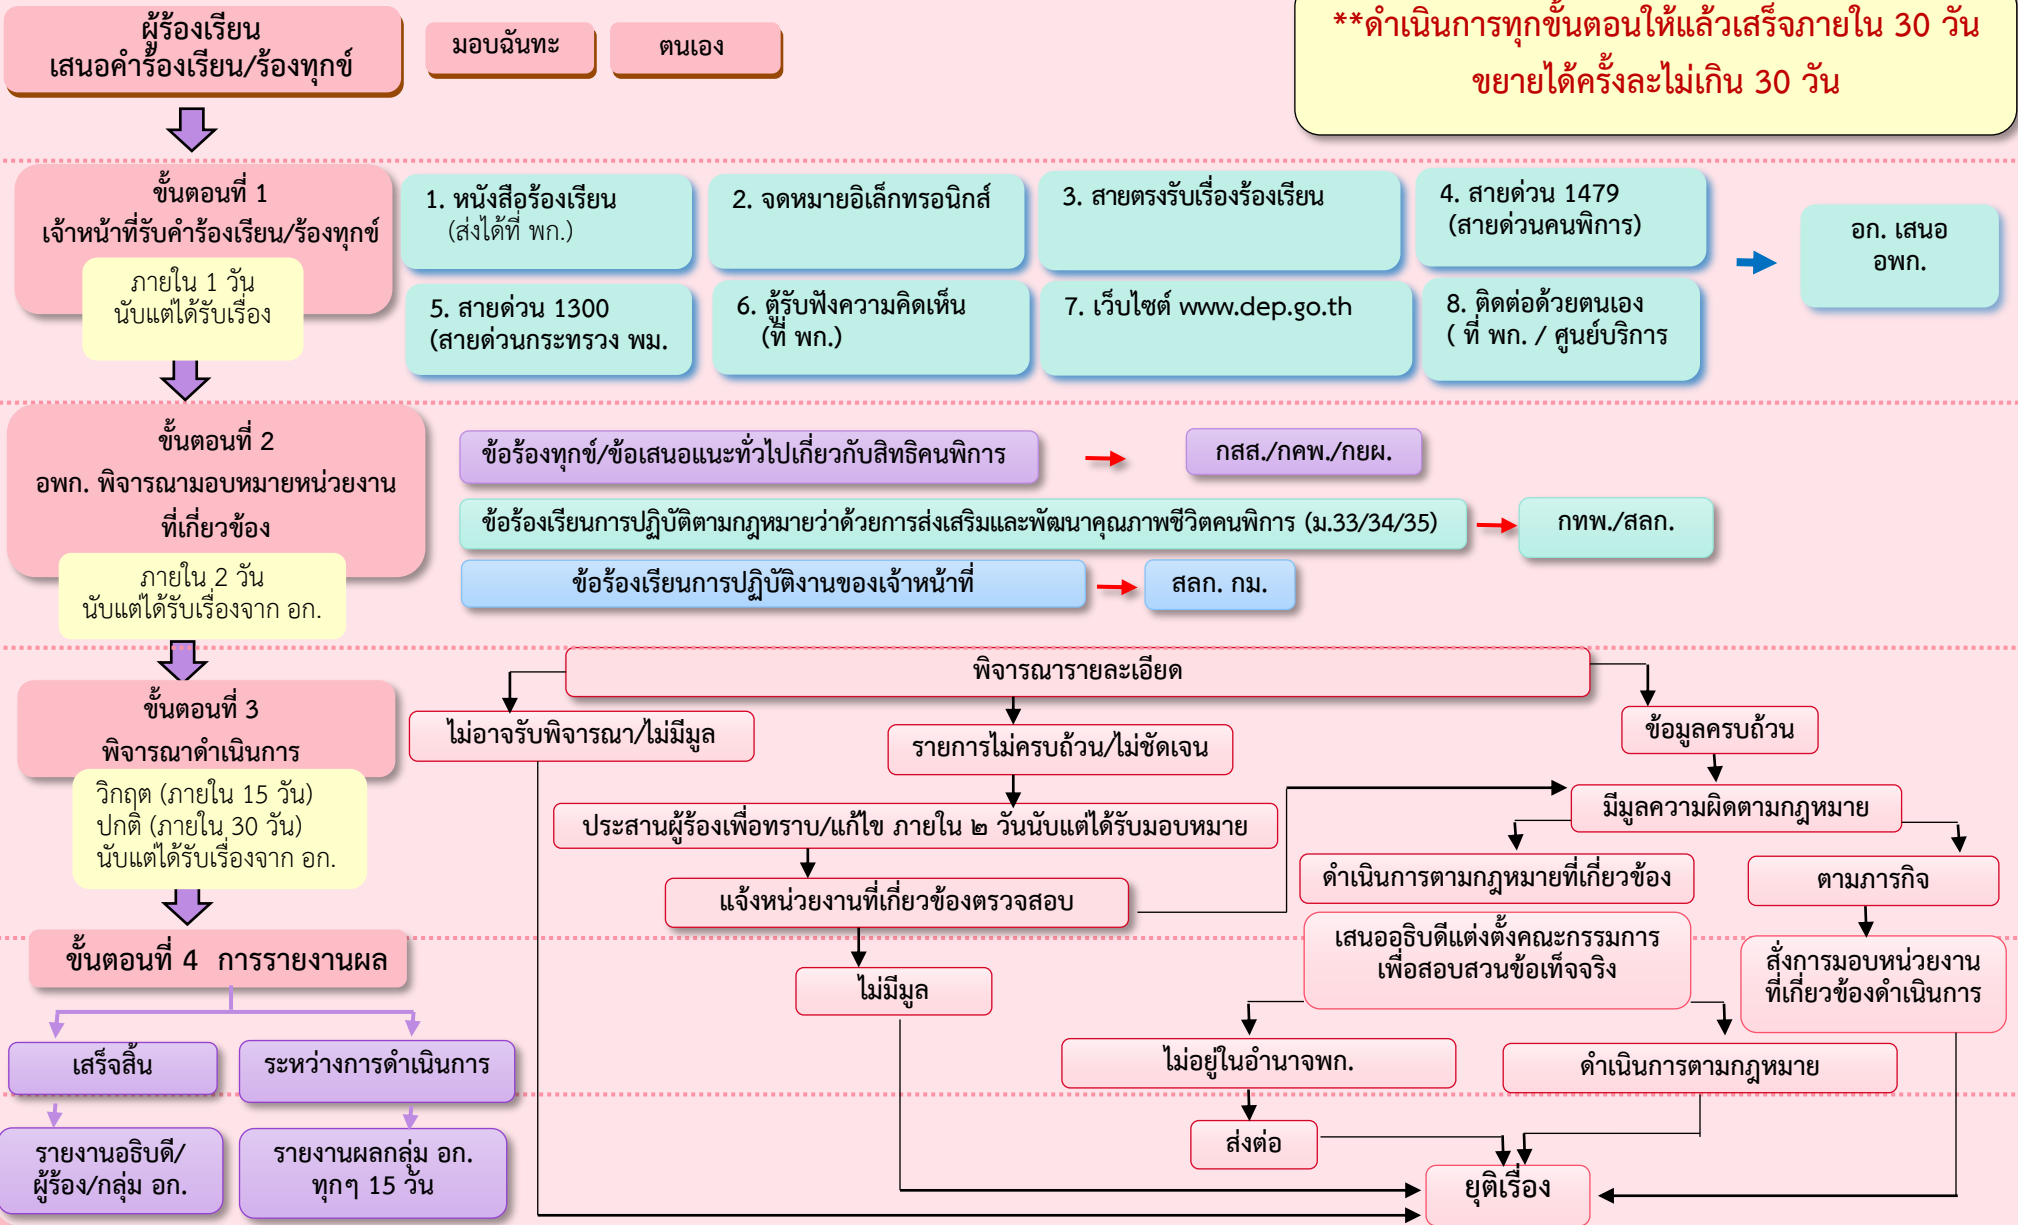 ผู้ร้องเรียน
เสนอคำร้องเรียน/ร้องทุกข์
มอบฉันทะ
ตนเอง
**ดำเนินการทุกขั้นตอนให้แล้วเสร็จภายใน 30 วัน
ขยายได้ครั้งละไม่เกิน 30 วัน
ขั้นตอนที่ 1
เจ้าหน้าที่รับคำร้องเรียน/ร้องทุกข์
ภายใน 1 วัน
นับแต่ได้รับเรื่อง
1. หนังสือร้องเรียน
(ส่งได้ที่ พก.)
2. จดหมายอิเล็กทรอนิกส์
3. สายตรงรับเรื่องร้องเรียน
4. สายด่วน 1479
(สายด่วนคนพิการ)
5. สายด่วน 1300
(สายด่วนกระทรวง พม.
6. ตู้รับฟังความคิดเห็น
(ที่ พก.)
7. เว็บไซต์ www.dep.go.th
8. ติดต่อด้วยตนเอง
( ที่ พก. / ศูนย์บริการ
อก. เสนอ
อพก.
ขั้นตอนที่ 2
อพก. พิจารณามอบหมายหน่วยงาน
ที่เกี่ยวข้อง
ภายใน 2 วัน
นับแต่ได้รับเรื่องจาก อก.
ข้อร้องทุกข์/ข้อเสนอแนะทั่วไปเกี่ยวกับสิทธิคนพิการ
กสส./กคพ./กยผ.
ข้อร้องเรียนการปฏิบัติตามกฎหมายว่าด้วยการส่งเสริมและพัฒนาคุณภาพชีวิตคนพิการ (ม.33/34/35)
กทพ./สลก.
ข้อร้องเรียนการปฏิบัติงานของเจ้าหน้าที่
สลก. กม.
ขั้นตอนที่ 3
พิจารณาดำเนินการ
วิกฤต (ภายใน 15 วัน)
ปกติ (ภายใน 30 วัน)
นับแต่ได้รับเรื่องจาก อก.
พิจารณารายละเอียด
ไม่อาจรับพิจารณา/ไม่มีมูล
รายการไม่ครบถ้วน/ไม่ชัดเจน
ข้อมูลครบถ้วน
ประสานผู้ร้องเพื่อทราบ/แก้ไข ภายใน ๒ วันนับแต่ได้รับมอบหมาย
มีมูลความผิดตามกฎหมาย
แจ้งหน่วยงานที่เกี่ยวข้องตรวจสอบ
ดำเนินการตามกฎหมายที่เกี่ยวข้อง
ตามภารกิจ
เสนออธิบดีแต่งตั้งคณะกรรมการ
เพื่อสอบสวนข้อเท็จจริง
สั่งการมอบหน่วยงาน
ที่เกี่ยวข้องดำเนินการ
ไม่มีมูล
ขั้นตอนที่ 4 การรายงานผล
เสร็จสิ้น
ระหว่างการดำเนินการ
ไม่อยู่ในอำนาจพก.
ดำเนินการตามกฎหมาย
รายงานอธิบดี/
ผู้ร้อง/กลุ่ม อก.
รายงานผลกลุ่ม อก.
ทุกๆ 15 วัน
ส่งต่อ
ยุติเรื่อง